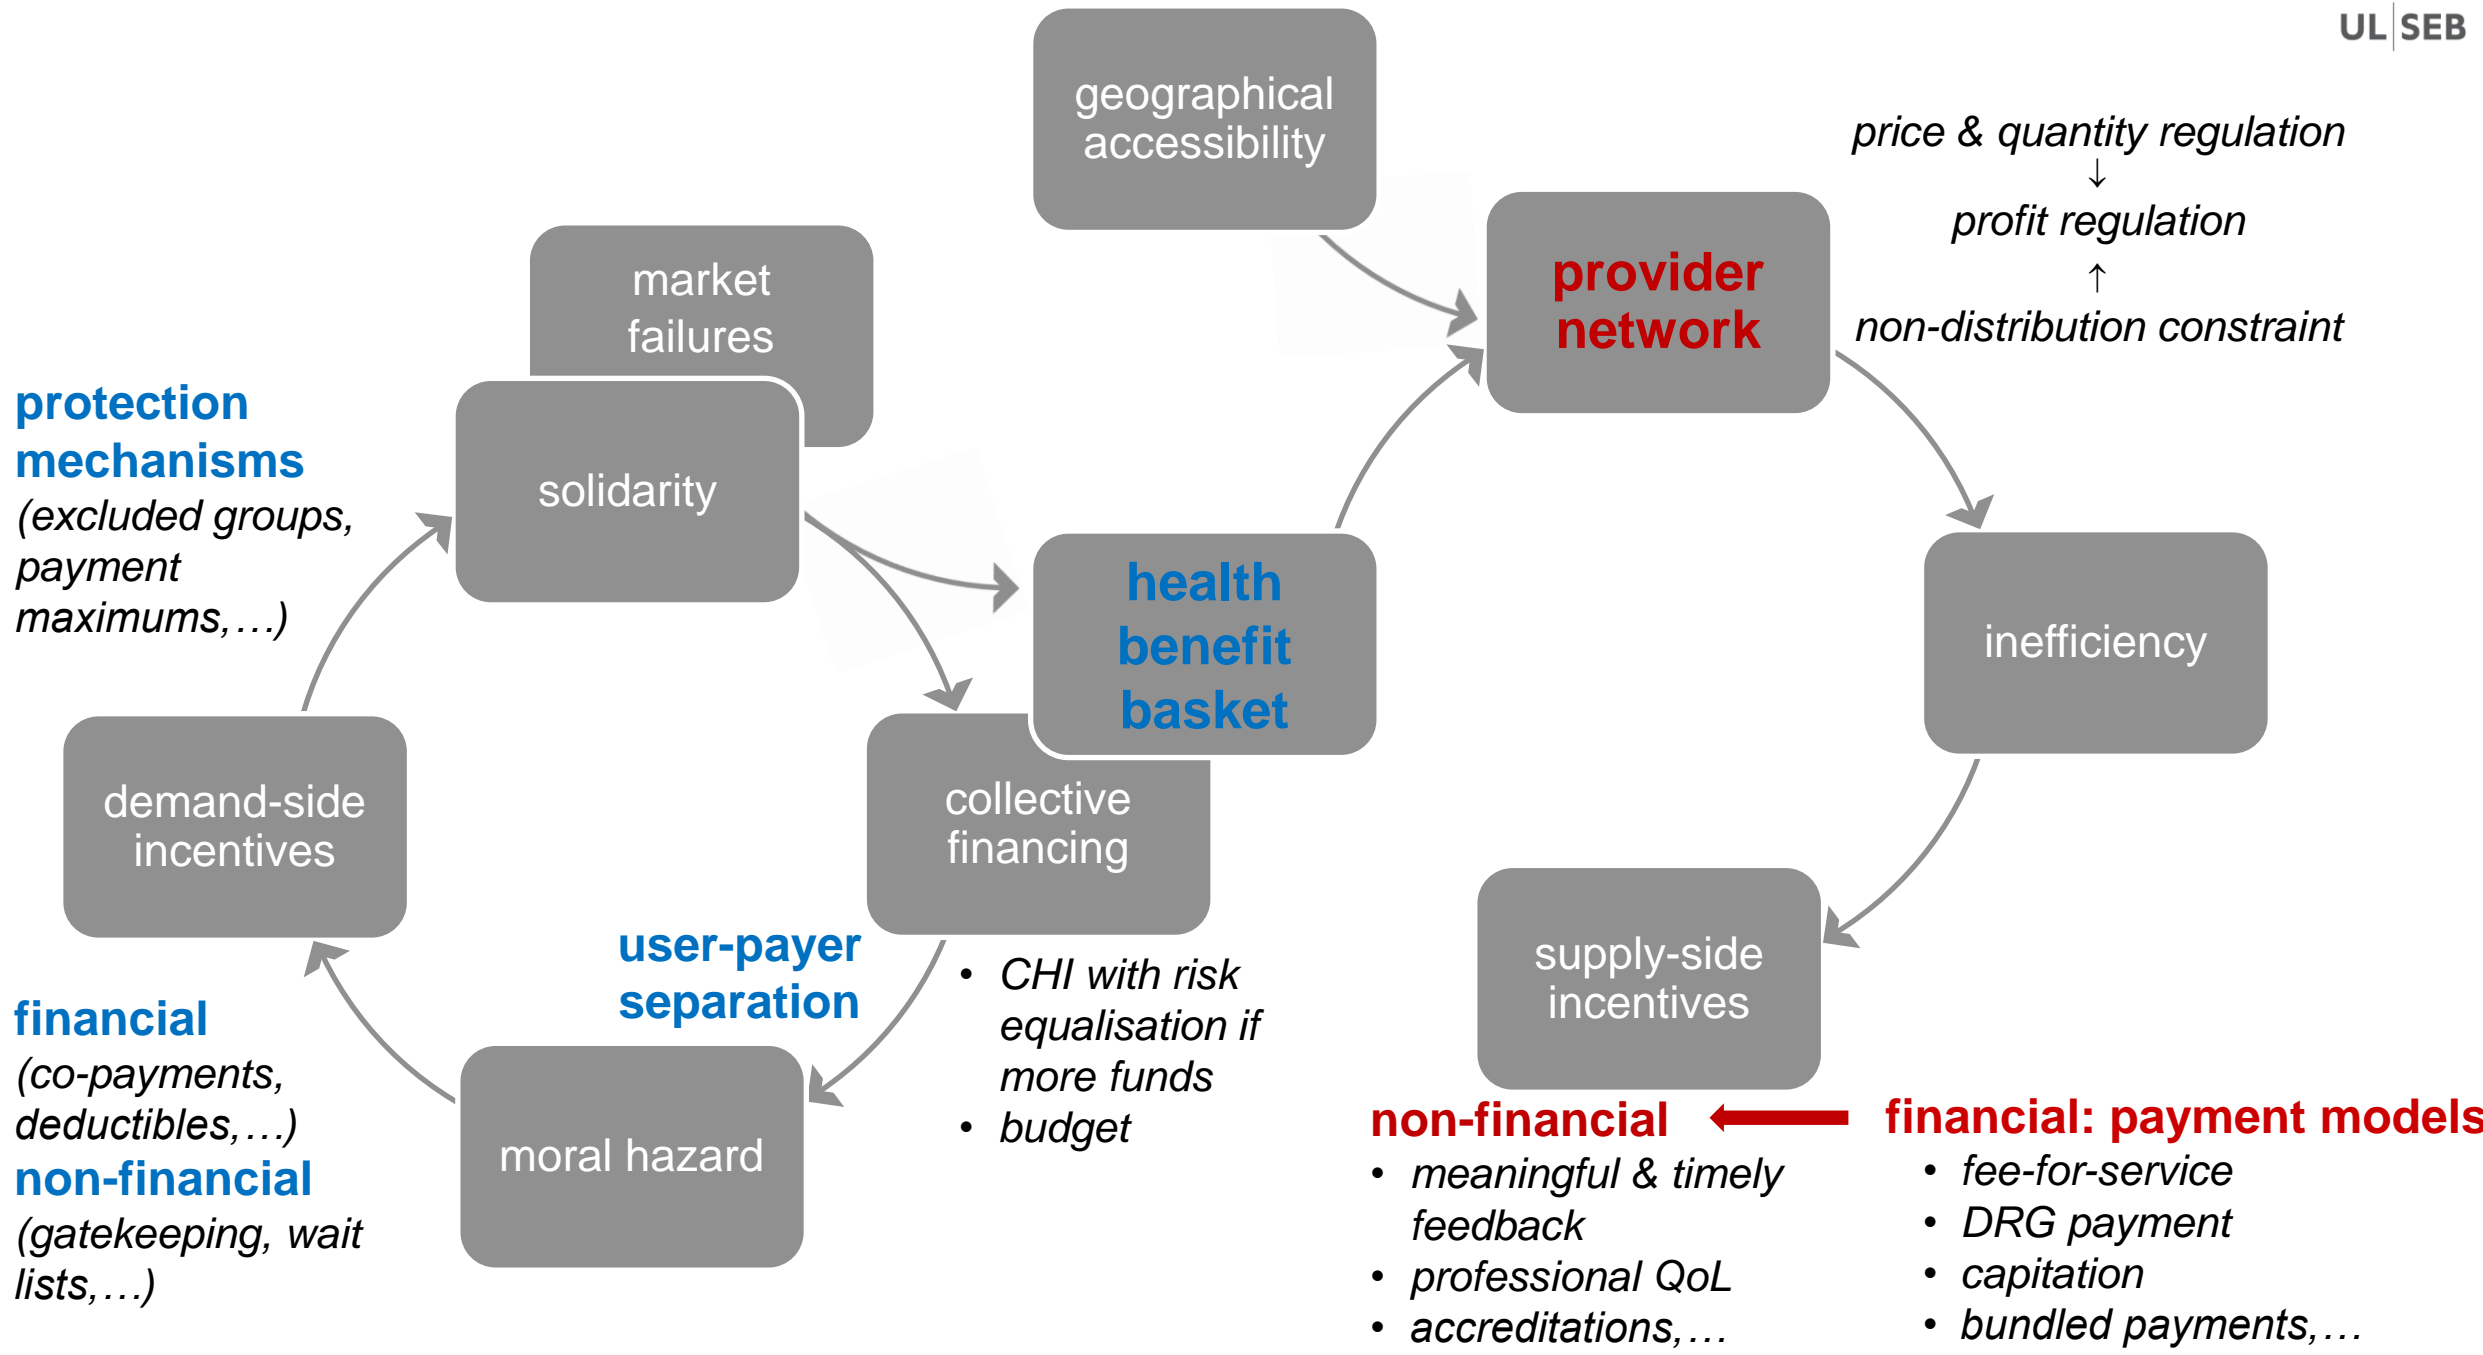 UL SEB
geographical
accessibility
price & quantity regulation
↓
profit regulation
↑
non-distribution constraint
provider
network
market
failures
solidarity
protection
mechanisms
(excluded groups,
payment
maximums,…)
health
benefit
basket
inefficiency
demand-side
incentives
collective
financing
user-payer
separation
• CHI with risk
equalisation if
more funds
• budget
supply-side
incentives
financial
(co-payments,
deductibles,…)
non-financial
(gatekeeping, wait
lists,…)
moral hazard
non-financial
• meaningful & timely
feedback
• professional QoL
• accreditations,…
financial: payment models
• fee-for-service
• DRG payment
• capitation
• bundled payments,…